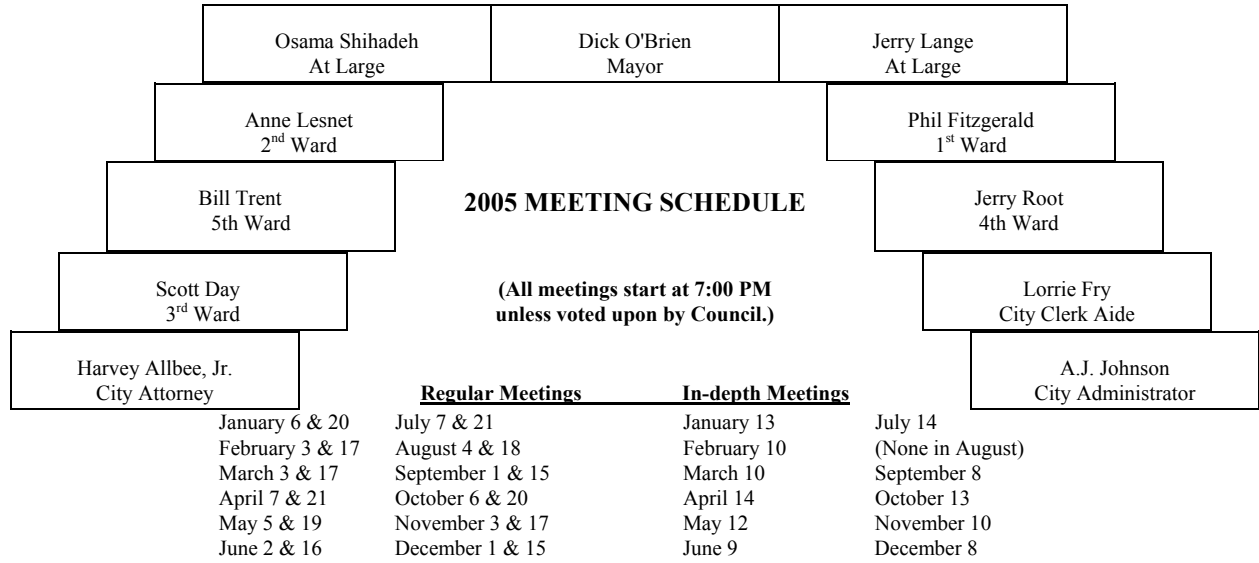 Osama Shihadeh
At Large
Dick O'Brien
Mayor
Jerry Lange
At Large
Anne Lesnet
2nd Ward
Phil Fitzgerald
1st Ward
Bill Trent
5th Ward
2005 MEETING SCHEDULE
Jerry Root
4th Ward
Scott Day
3rd Ward
(All meetings start at 7:00 PM
unless voted upon by Council.)
Lorrie Fry
City Clerk Aide
Harvey Allbee, Jr.
City Attorney
A.J. Johnson
City Administrator
Regular Meetings In-depth Meetings
January 6 & 20 July 7 & 21 January 13 July 14
February 3 & 17 August 4 & 18 February 10 (None in August)
March 3 & 17 September 1 & 15 March 10 September 8
April 7 & 21 October 6 & 20 April 14 October 13
May 5 & 19 November 3 & 17 May 12 November 10
June 2 & 16 December 1 & 15 June 9 December 8